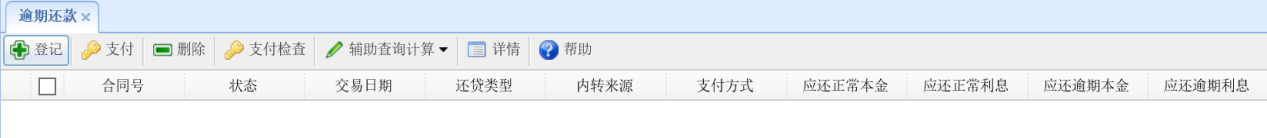 逾期还款
登记 支付 删除 支付检查 辅助查询计算 详情 帮助
合同号 状态 交易日期 还贷类型 内转来源 支付方式 应还正常本金 应还正常利息 应还逾期本金 应还逾期利息